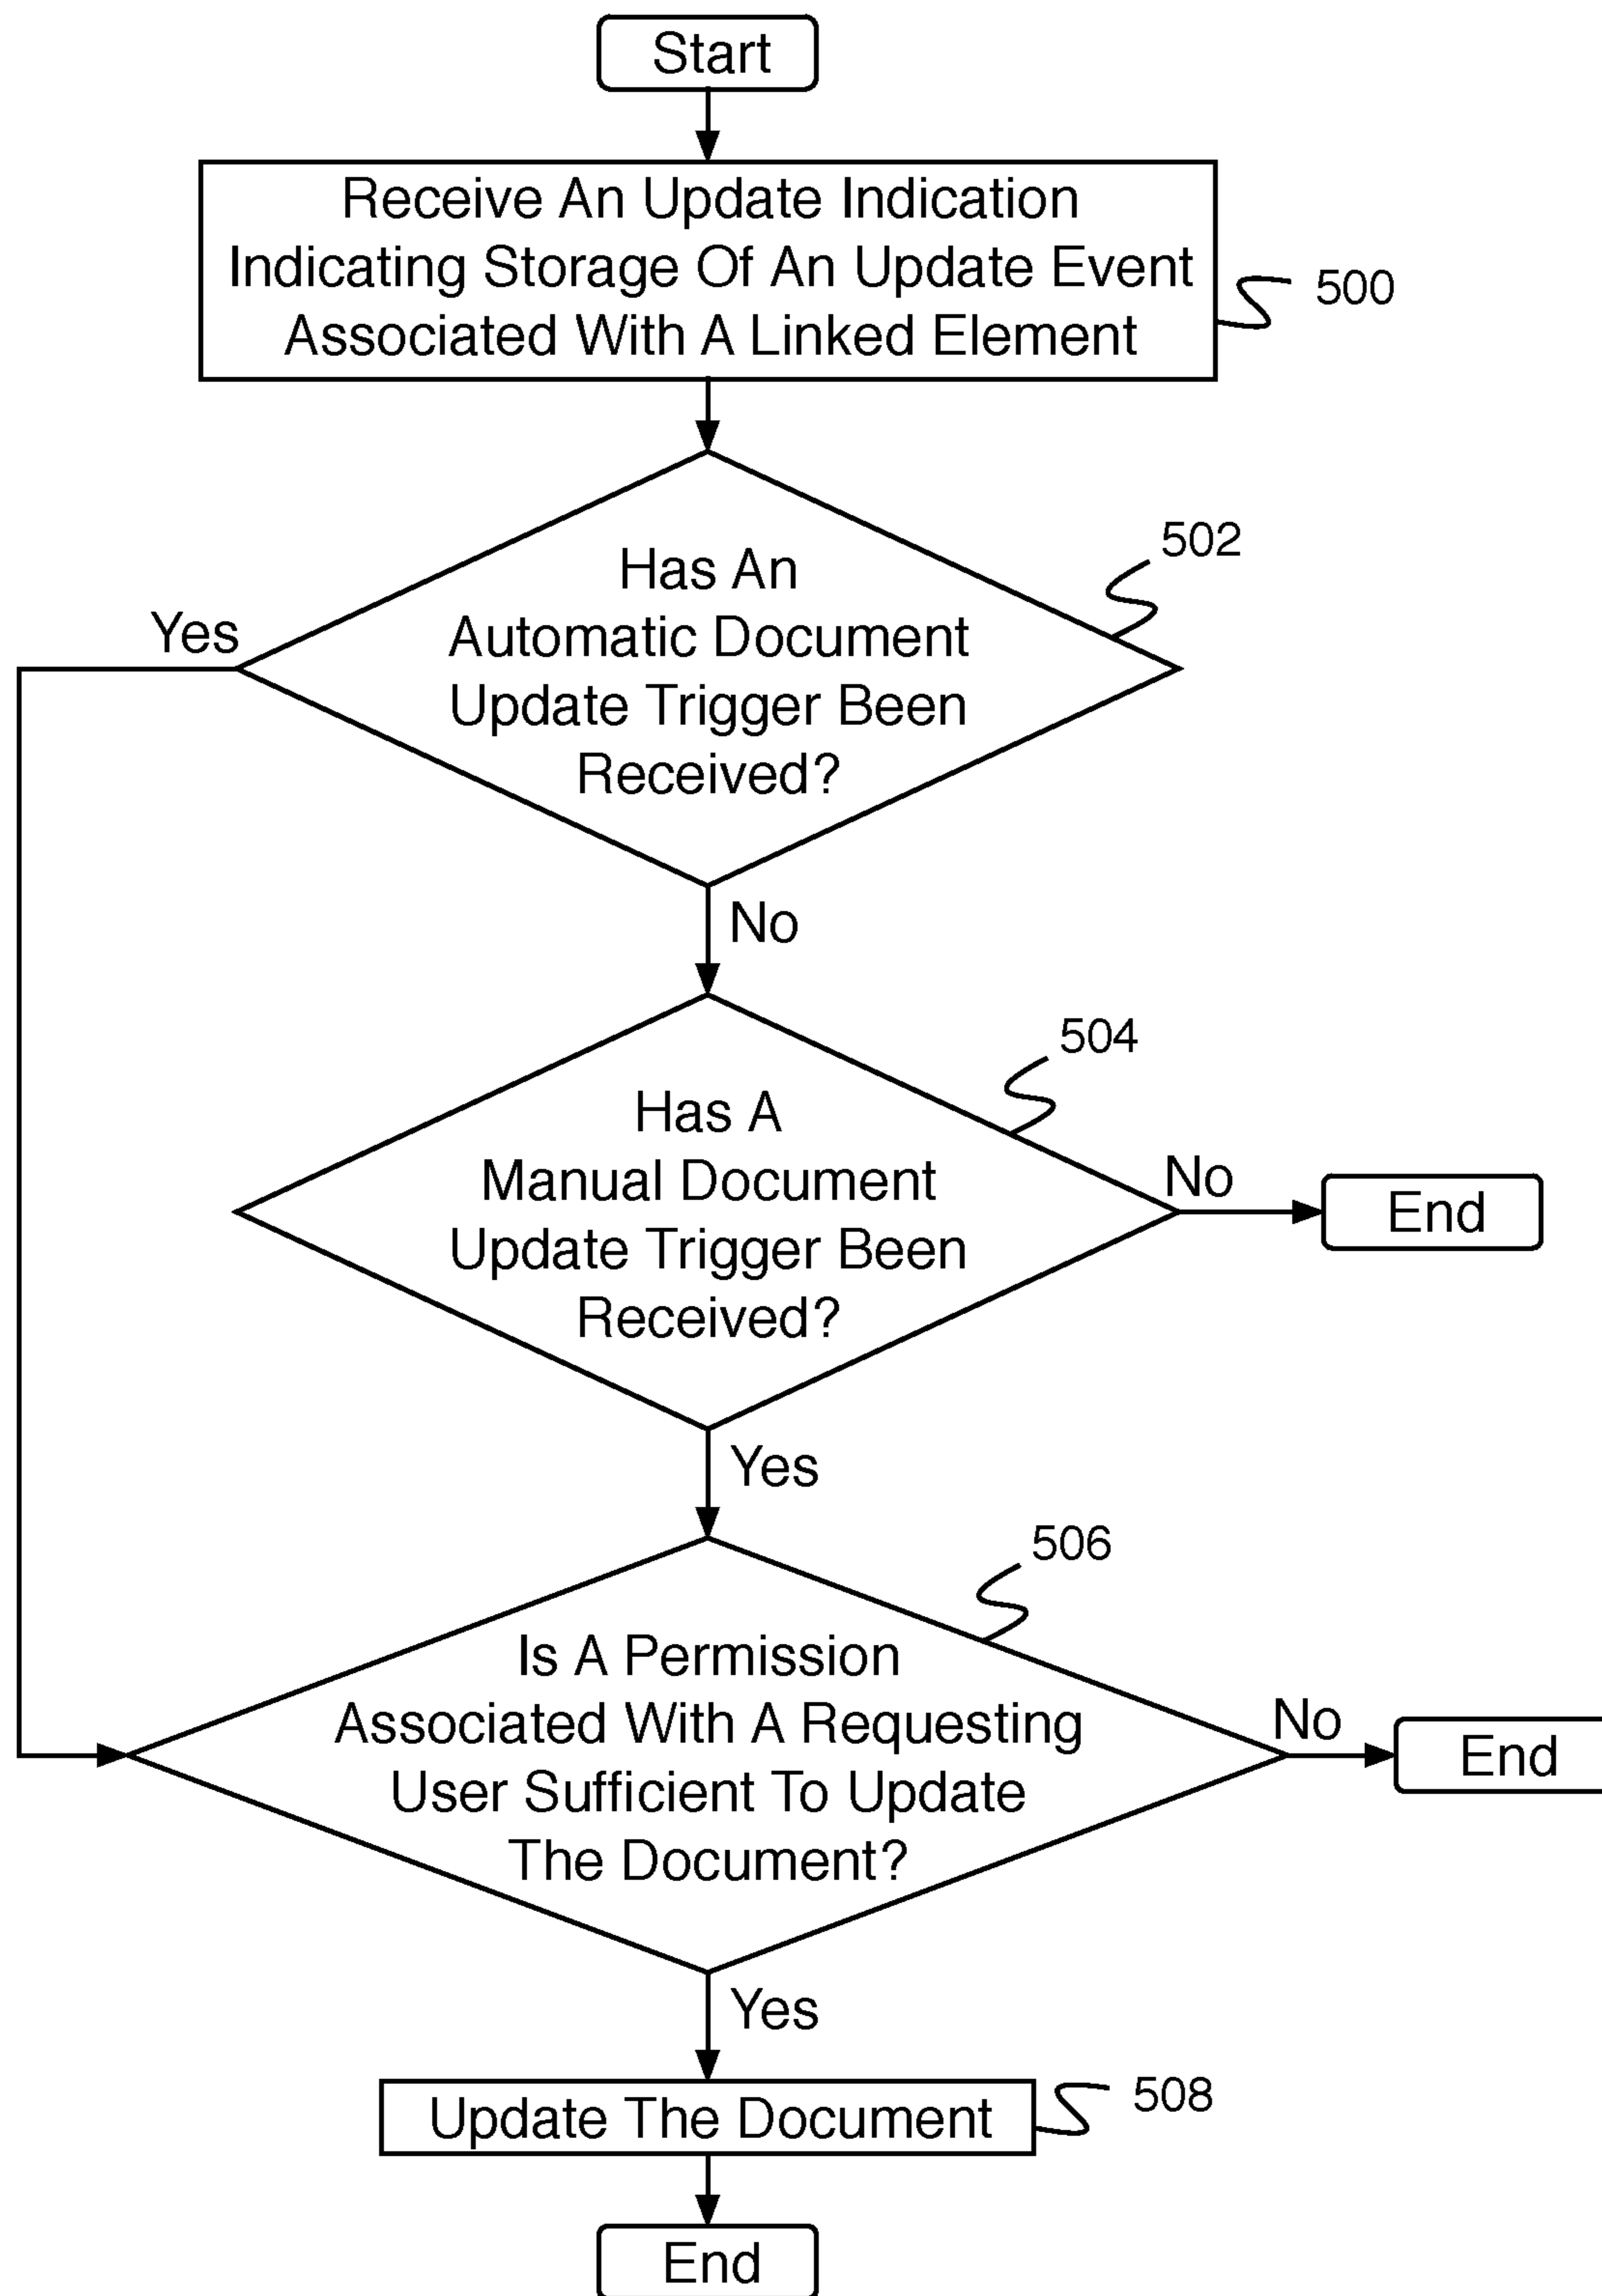 Start
Receive An Update Indication
Indicating Storage Of An Update Event
Associated With A Linked Element
500
502
Has An
Automatic Document
Update Trigger Been
Received?
Yes
No
504
Has A
Manual Document
Update Trigger Been
Received?
No
End
Yes
506
Is A Permission
Associated With A Requesting
User Sufficient To Update
The Document?
No
End
Yes
Update The Document
508
End